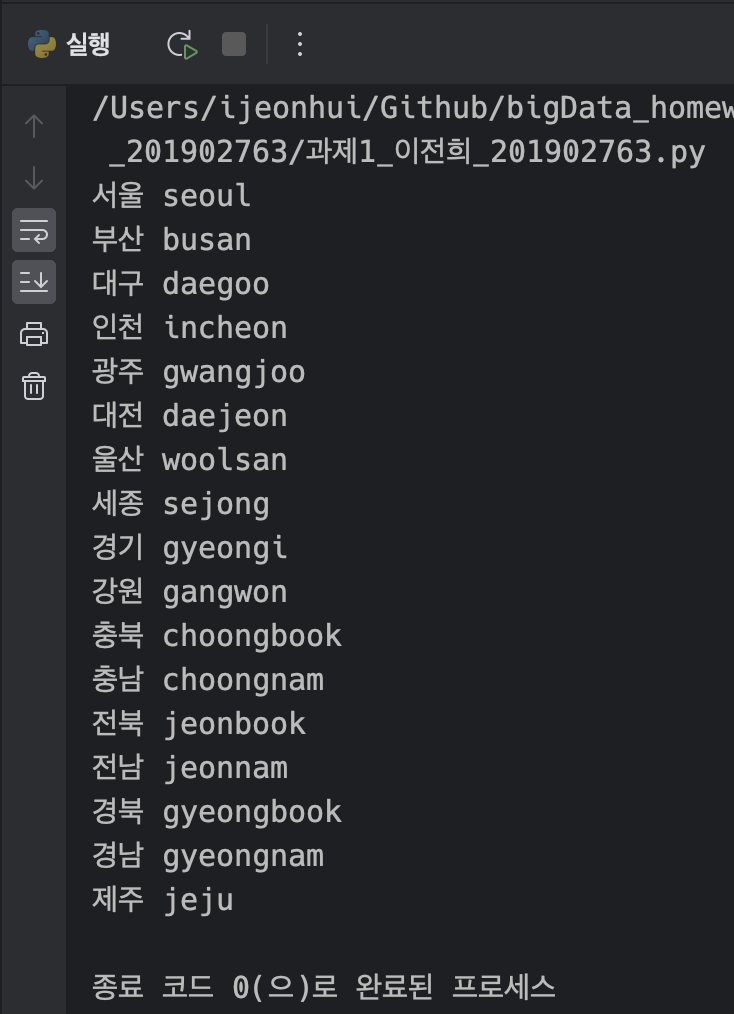 실행
/Users/ijeonhui/Github/bigData_homew
_201902763/과제1_이전희_201902763.py
서울 seoul
부산 busan
대구 daegoo
인천 incheon
광주 gwangjoo
대전 daejeon
울산 woolsan
세종 sejong
경기 gyeongi
강원 gangwon
충북 choongbook
충남 choongnam
전북 jeonbook
전남 jeonnam
경북 gyeongbook
경남 gyeongnam
제주 jeju
종료 코드 0(으)로 완료된 프로세스